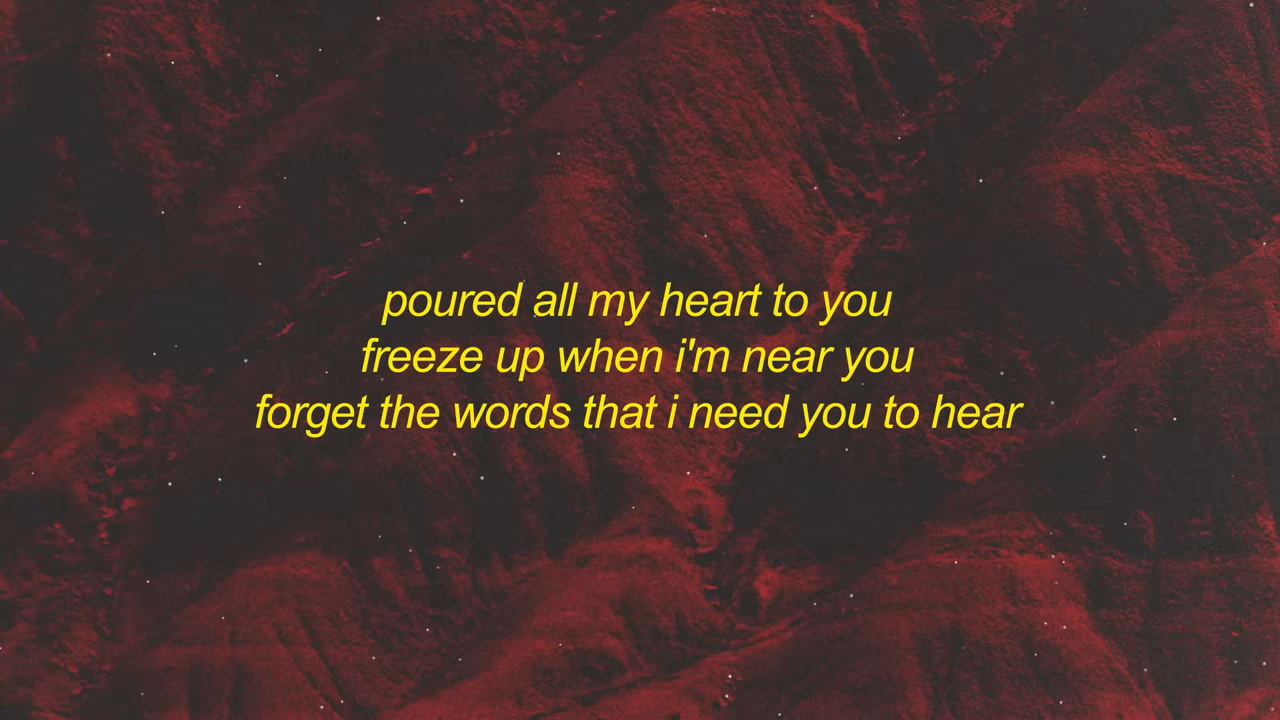 poured all my heart to you
freeze up when i'm near you
forget the words that i need you to hear